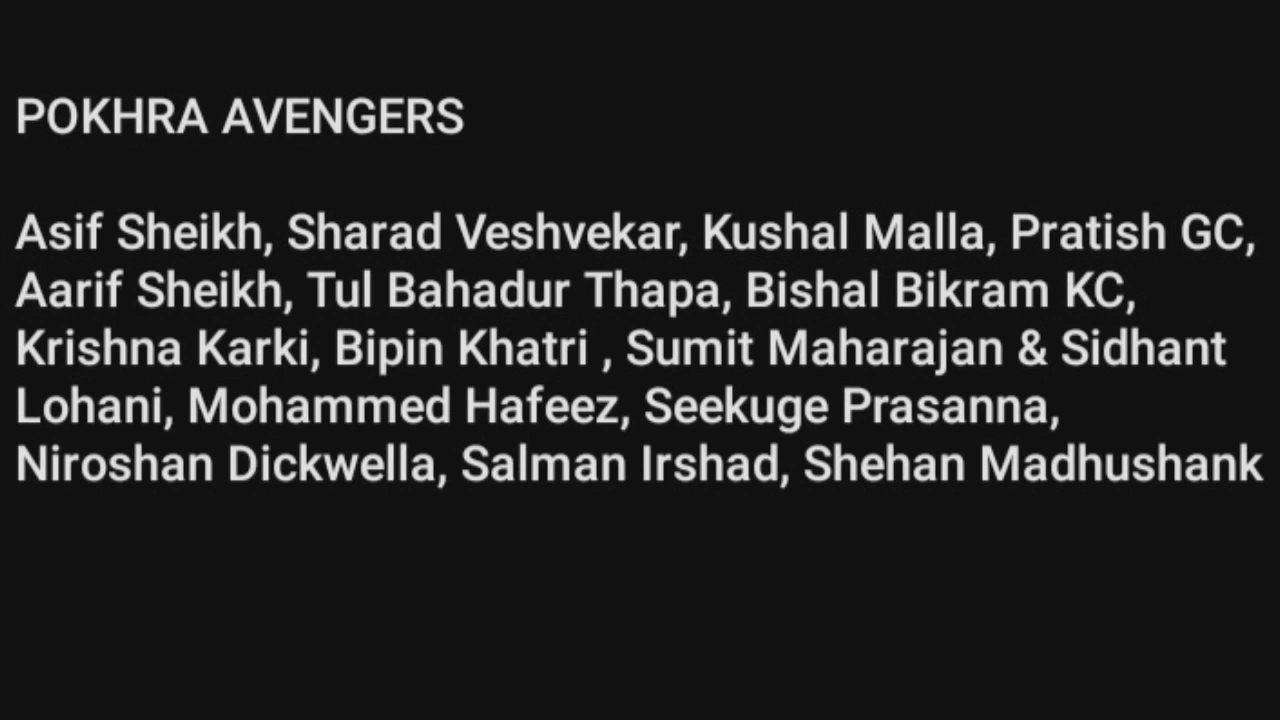 POKHRA AVENGERS
Asif Sheikh, Sharad Veshvekar, Kushal Malla, Pratish GC,
Aarif Sheikh, Tul Bahadur Thapa, Bishal Bikram KC,
Krishna Karki, Bipin Khatri , Sumit Maharajan & Sidhant
Lohani, Mohammed Hafeez, Seekuge Prasanna,
Niroshan Dickwella, Salman Irshad, Shehan Madhushank